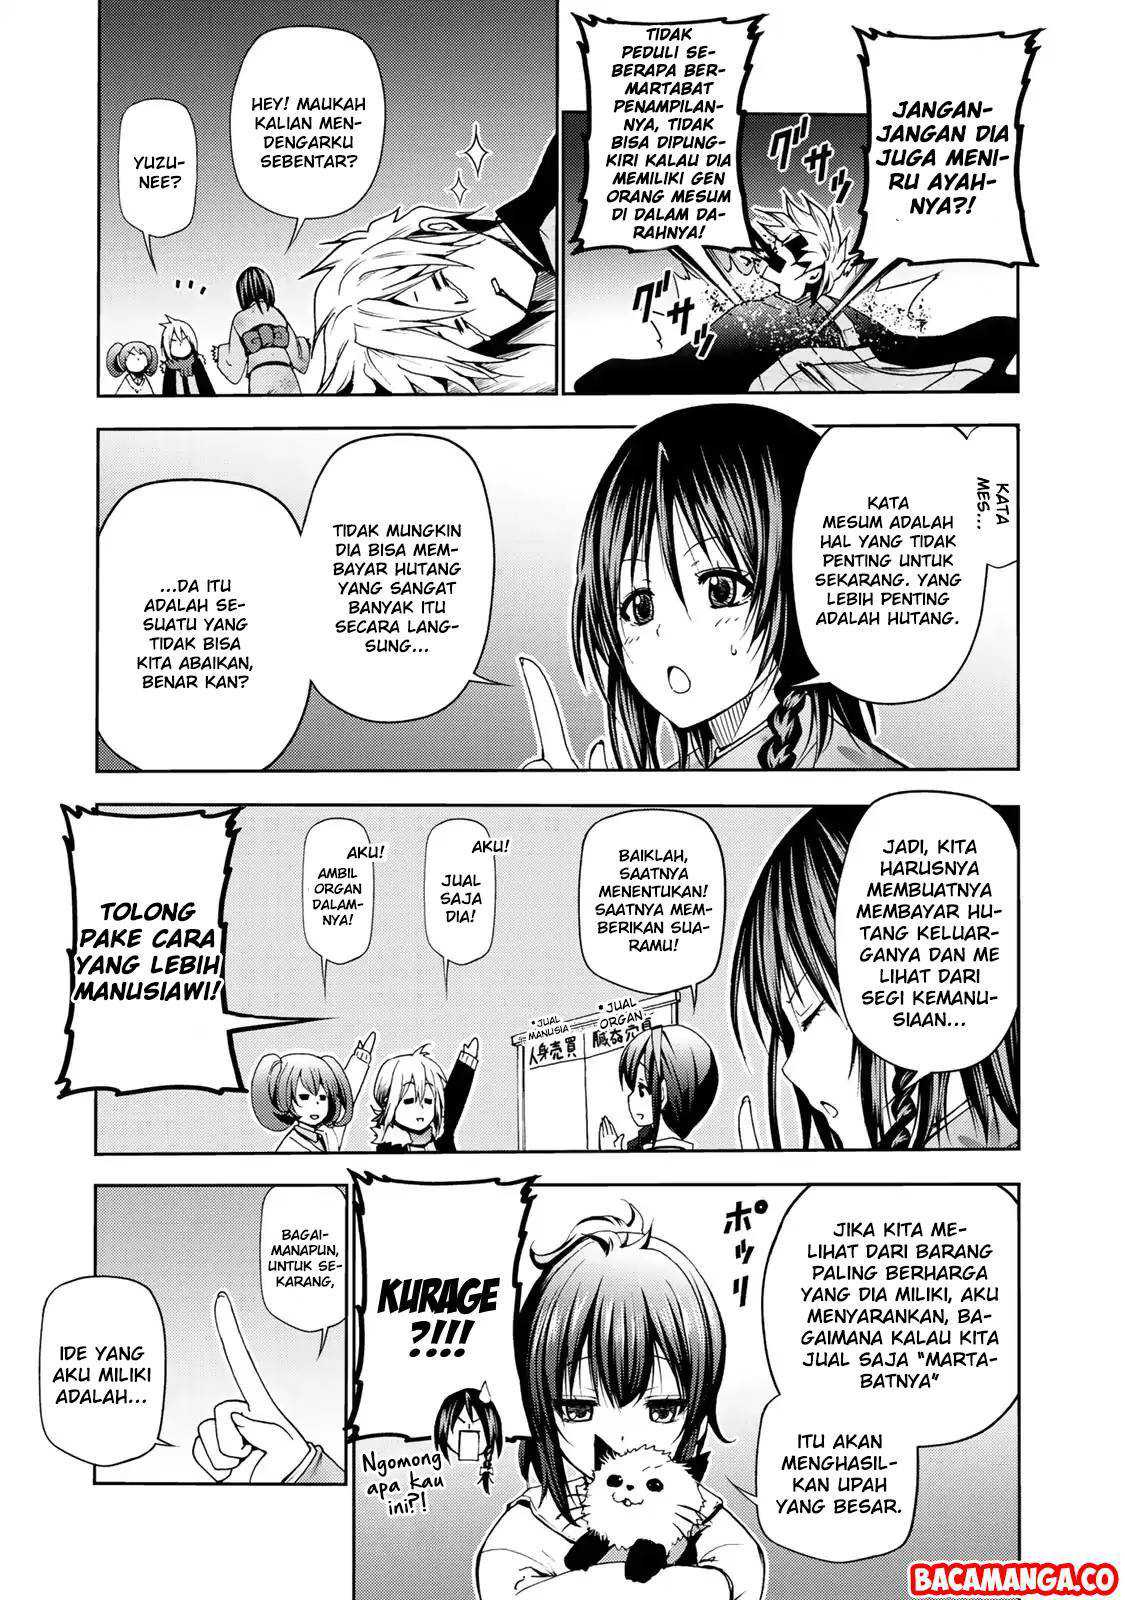 JANGAN-
JANGAN DIA
JUGA MENI-
RU AYAH-
NYA?!
TIDAK
PEDULI SE-
BERAPA BER-
MARTABAT
PENAMPILAN-
NYA, TIDAK
BISA DIPUNG-
KIRI KALAU DIA
MEMILIKI GEN
ORANG MESUM
DI DALAM DA-
RAHNYA!
グサッ
グサッ
HEY! MAUKAH
KALIAN MEN-
DENGARKU
SEBENTAR?
YUZU-
NEE?
KATA
MES...
KATA
MESUM ADALAH
HAL YANG TIDAK
PENTING UNTUK
SEKARANG. YANG
LEBIH PENTING
ADALAH HUTANG.
TIDAK MUNGKIN
DIA BISA MEM-
BAYAR HUTANG
YANG SANGAT
BANYAK ITU
SECARA LANG-
SUNG...
...DA ITU
ADALAH SE-
SUATU YANG
TIDAK BISA
KITA ABAIKAN,
BENAR KAN?
JADI, KITA
HARUSNYA
MEMBUATNYA
MEMBAYAR HU-
TANG KELUAR-
GANYA DAN ME
LIHAT DARI
SEGI KEMANU-
SIAAN...
BAIKLAH,
SAATNYA
MENENTUKAN!
SAATNYA MEM-
BERIKAN SUA-
RAMU!
•JUAL
ORGAN
•JUAL
MANUSIA
人身売買
AKU!
JUAL
SAJA
DIA!
AKU!
AMBIL
ORGAN
DALAM-
NYA!
TOLONG
PAKE CARA
YANG LEBIH
MANUSIAWI!
JIKA KITA ME-
LIHAT DARI BARANG
PALING BERHARGA
YANG DIA MILIKI, AKU
MENYARANKAN, BA-
GAIMANA KALAU KITA
JUAL SAJA "MARTA-
BATNYA"
ITU AKAN
MENGHASIL-
KAN UPAH
YANG BESAR.
ポッ
KURAGE
?!!!
Ngomong
apa kau
ini?!
BAGAI-
MANAPUN,
UNTUK SE-
KARANG,
IDE YANG
AKU MILIKI
ADALAH...
BACAMANGA.CO